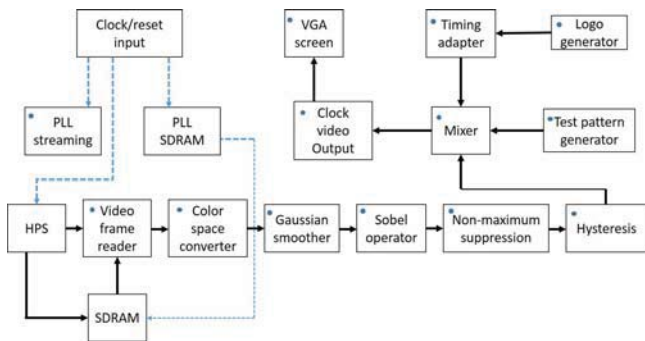 Clock/reset
input
VGA
screen
Timing
adapter
Logo
generator
PLL
streaming
PLL
SDRAM
Clock
video
Output
Mixer
Test pattern
generator
HPS
Video
frame
reader
Color
space
converter
Gaussian
smoother
Sobel
operator
Non-maximum
suppression
Hysteresis
SDRAM